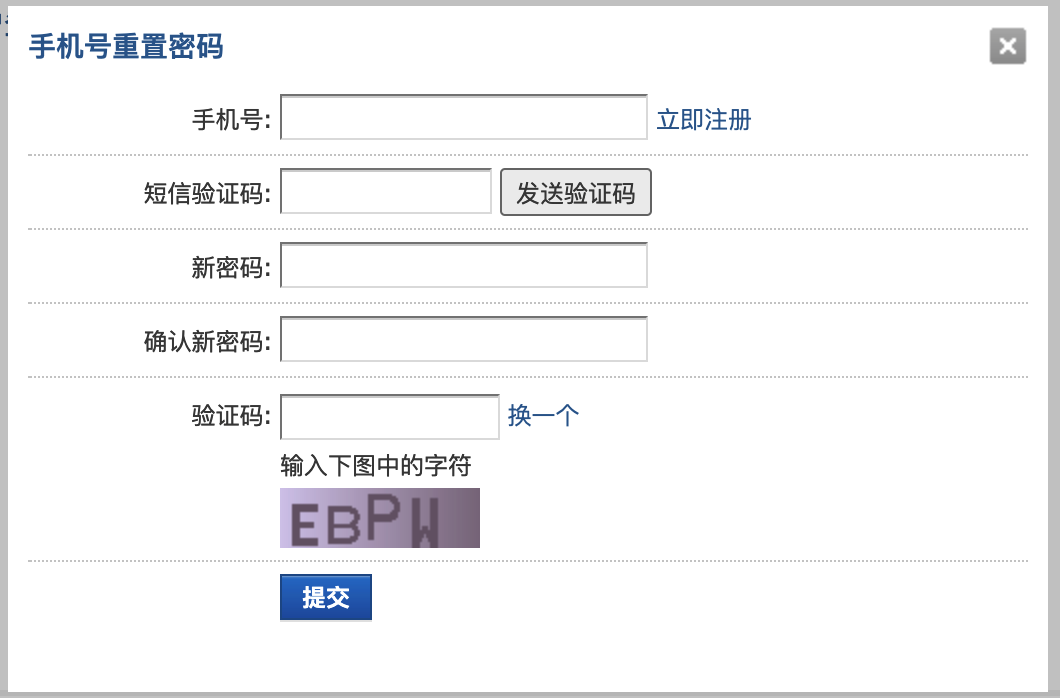 手机号重置密码
手机号: 立即注册
短信验证码: 发送验证码
新密码:
确认新密码:
验证码: 换一个
输入下图中的字符
EBPW
提交